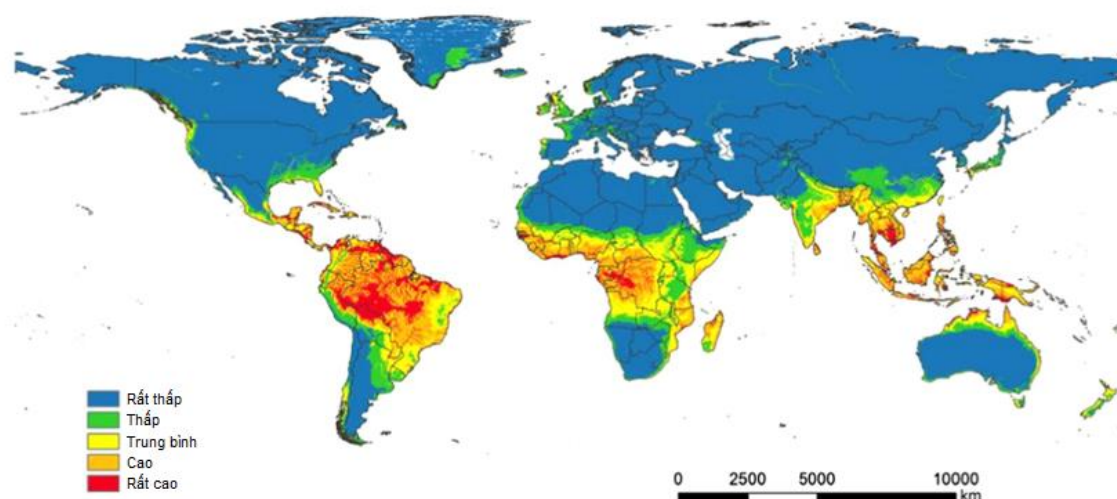 Rất thấp
Thấp
Trung bình
Cao
Rất cao
0 2500 5000 10000
km